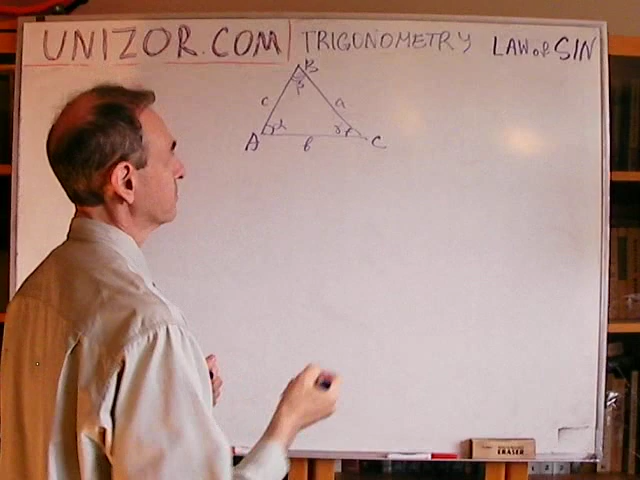 UNIZOR.COM | TRIGONOMETRY LAW OF SIN
B
β
c a
α γ
A b C
ERASER